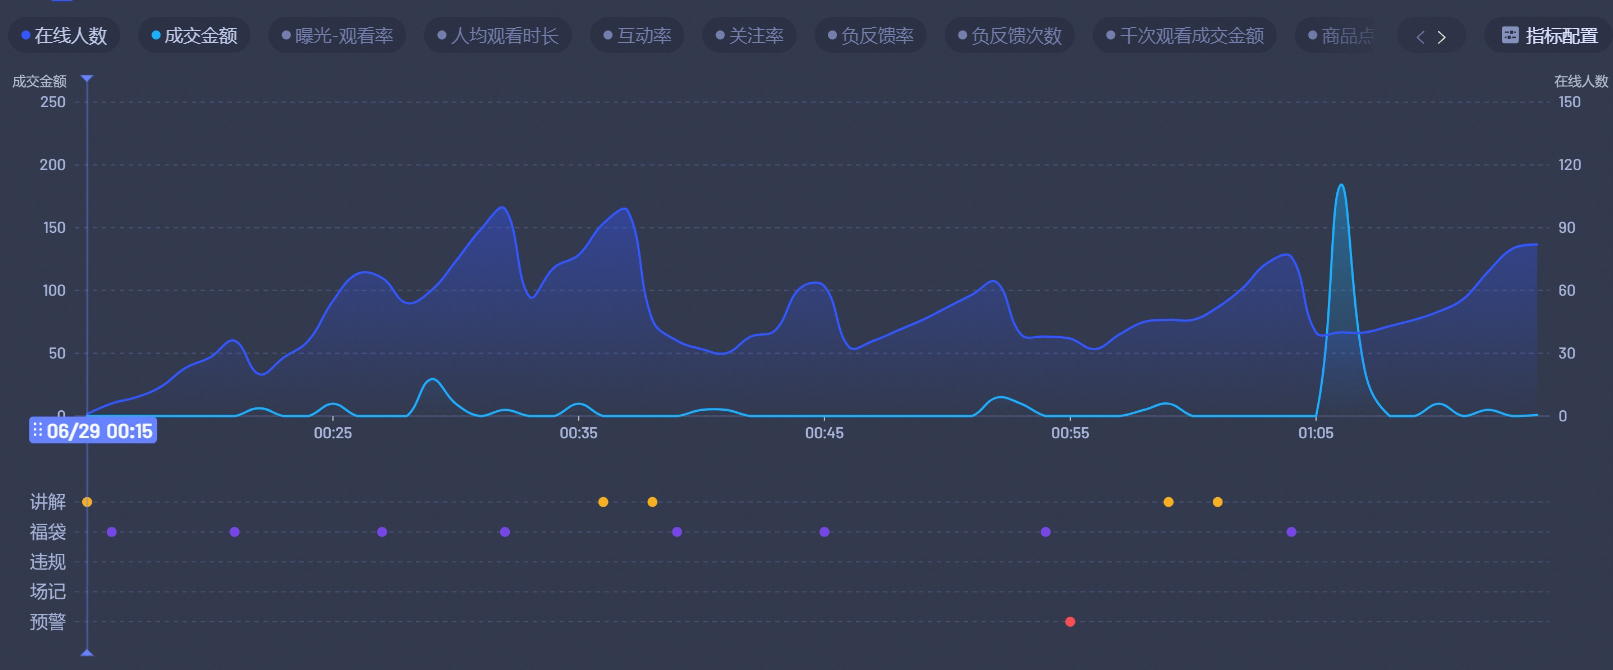 在线人数 成交金额 曝光-观看率 人均观看时长 互动率 关注率 负反馈率 负反馈次数 千次观看成交金额 商品点 指标配置
成交金额 在线人数
250 150
200 120
150 90
100 60
50 30
0 0
06/29 00:15 00:25 00:35 00:45 00:55 01:05
讲解
福袋
违规
场记
预警